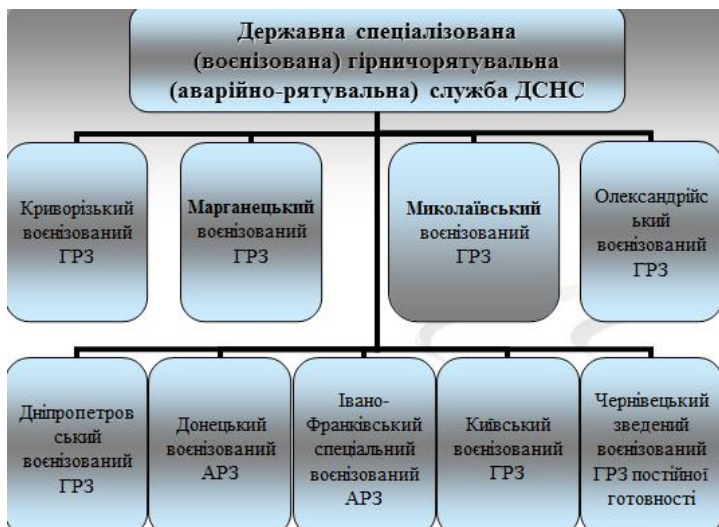 Державна спеціалізована
(воєнізована) гірничорятувальна
(аварійно-рятувальна) служба ДСНС
Криворізький
воєнізований
ГРЗ
Марганецький
воєнізований
ГРЗ
Миколаївський
воєнізований
ГРЗ
Олександрійс
ький
воєнізований
ГРЗ
Дніпропетров
ський
воєнізований
ГРЗ
Донецький
воєнізований
АРЗ
Івано-
Франківський
спеціальний
воєнізований
АРЗ
Київський
воєнізований
ГРЗ
Чернівецький
зведений
воєнізований
ГРЗ постійної
готовності